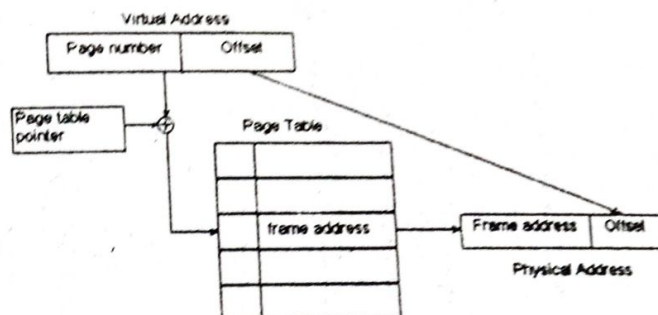 Virtual Address
Page number Offset
Page table
pointer
Page Table
frame address
Frame address Offset
Physical Address